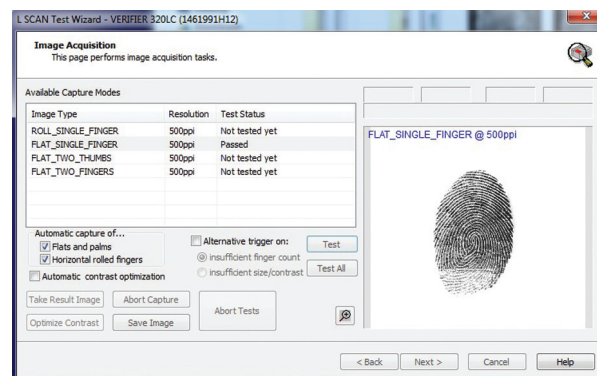 L SCAN Test Wizard - VERIFIER 320LC (1461991H12)
Image Acquisition
This page performs image acquisition tasks.
Available Capture Modes
Image Type Resolution Test Status
ROLL_SINGLE_FINGER 500ppi Not tested yet
FLAT_SINGLE_FINGER 500ppi Passed
FLAT_TWO_THUMBS 500ppi Not tested yet
FLAT_TWO_FINGERS 500ppi Not tested yet
FLAT_SINGLE_FINGER @ 500ppi
Automatic capture of...
Flats and palms
Horizontal rolled fingers
Automatic contrast optimization
Alternative trigger on:
insufficient finger count
insufficient size/contrast
Test
Test All
Take Result Image Abort Capture
Optimize Contrast Save Image
Abort Tests
< Back Next > Cancel Help